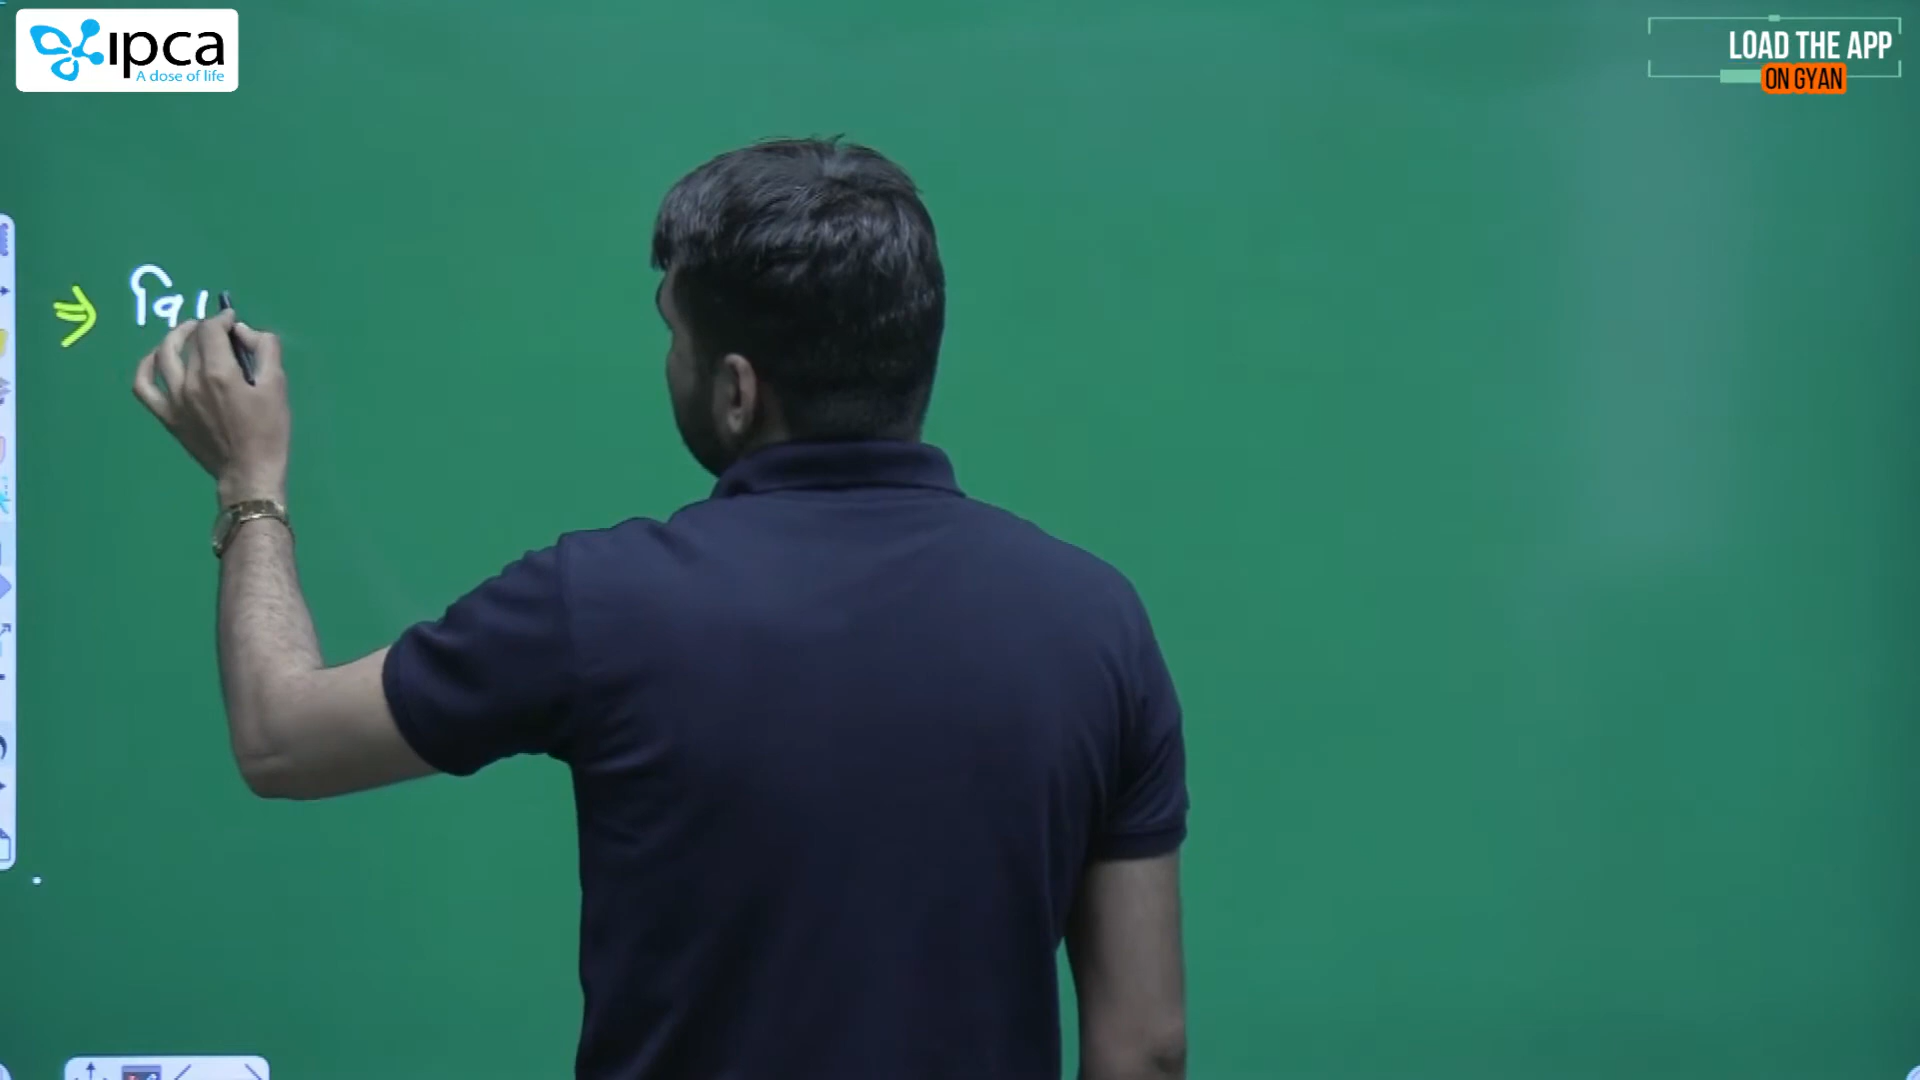 ipca
A dose of life
LOAD THE APP
ON GYAN
⇒ वि